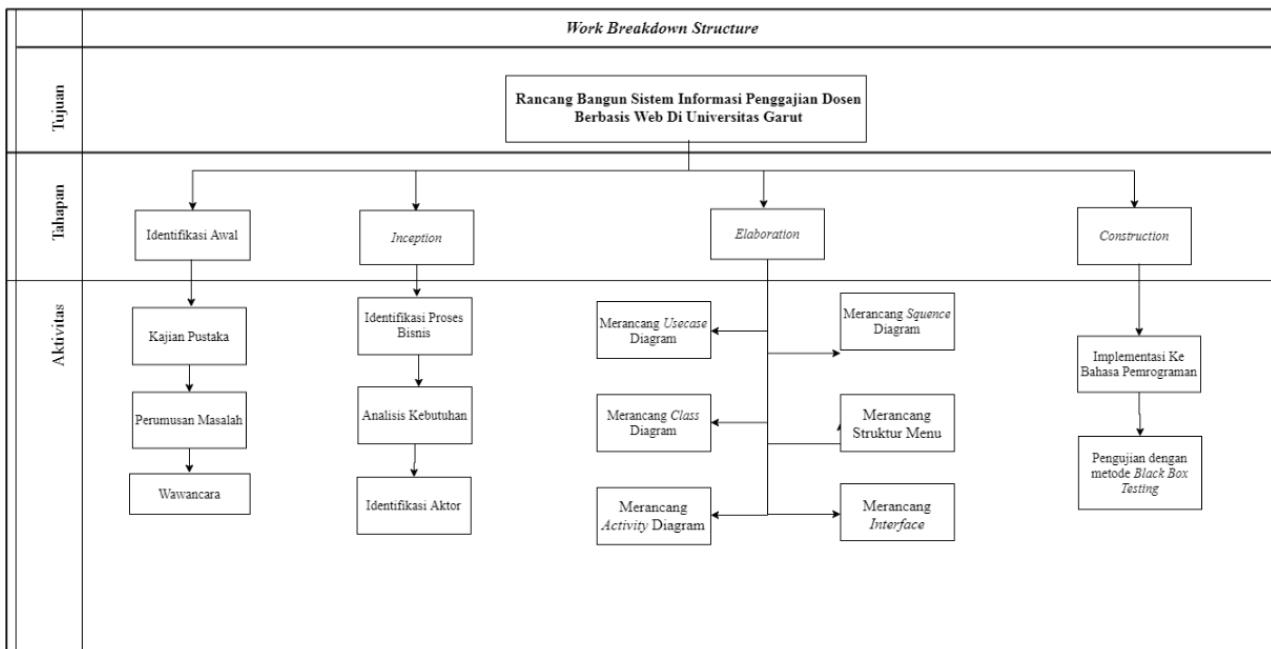 Work Breakdown Structure
Tujuan
Rancang Bangun Sistem Informasi Penggajian Dosen
Berbasis Web Di Universitas Garut
Tahapan
Identifikasi Awal
Inception
Elaboration
Construction
Aktivitas
Kajian Pustaka
Perumusan Masalah
Wawancara
Identifikasi Proses
Bisnis
Analisis Kebutuhan
Identifikasi Aktor
Merancang Usecase
Diagram
Merancang Class
Diagram
Merancang
Activity Diagram
Merancang Squence
Diagram
Merancang
Struktur Menu
Merancang
Interface
Implementasi Ke
Bahasa Pemrograman
Pengujian dengan
metode Black Box
Testing